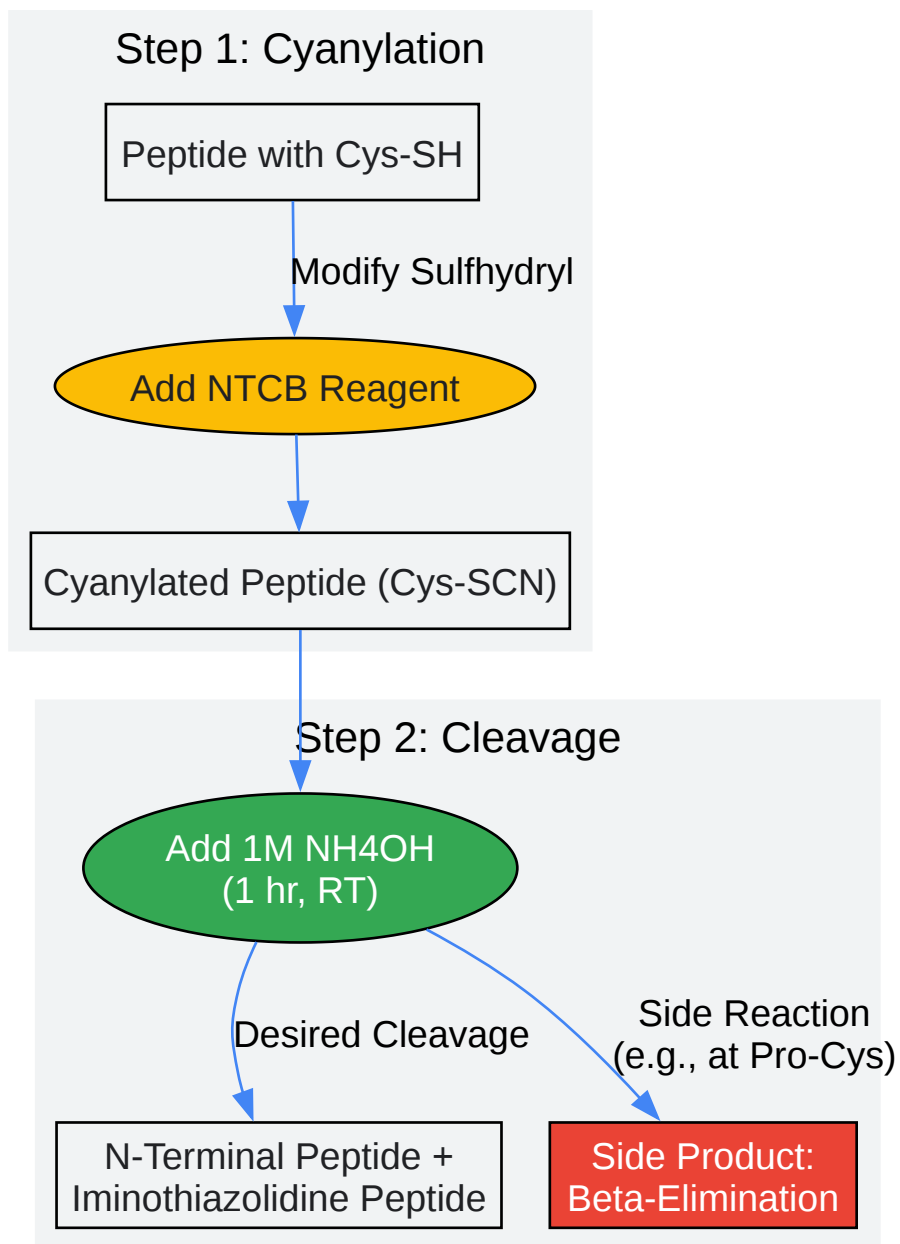 Step 1: Cyanylation
Peptide with Cys-SH
Modify Sulfhydryl
Add NTCB Reagent
Cyanylated Peptide (Cys-SCN)
Step 2: Cleavage
Add 1M NH4OH
(1 hr, RT)
Desired Cleavage
Side Reaction
(e.g., at Pro-Cys)
N-Terminal Peptide +
Iminothiazolidine Peptide
Side Product:
Beta-Elimination